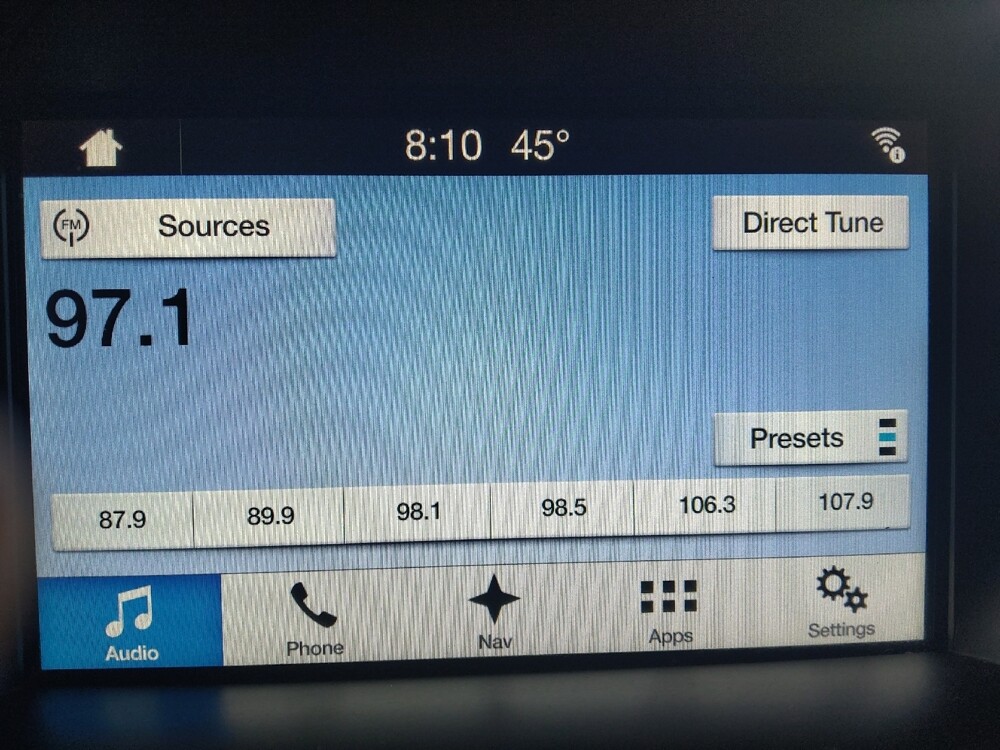 8:10 45°
FM Sources
Direct Tune
97.1
Presets
87.9 89.9 98.1 98.5 106.3 107.9
Audio Phone Nav Apps Settings